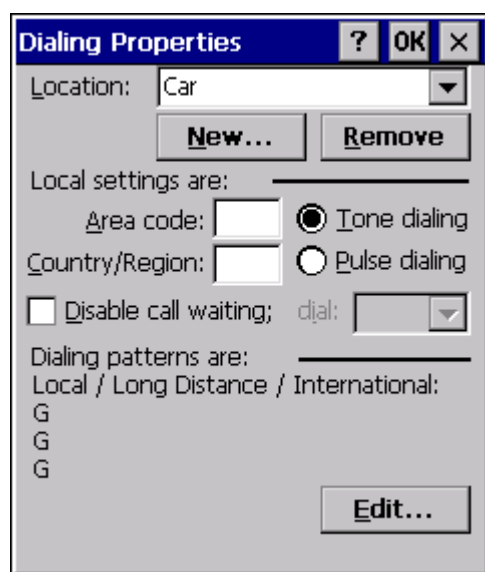 Dialing Properties ? OK ×
Location: Car
New... Remove
Local settings are:
Area code: Tone dialing
Country/Region: Pulse dialing
Disable call waiting; dial:
Dialing patterns are:
Local / Long Distance / International:
G
G
G
Edit...